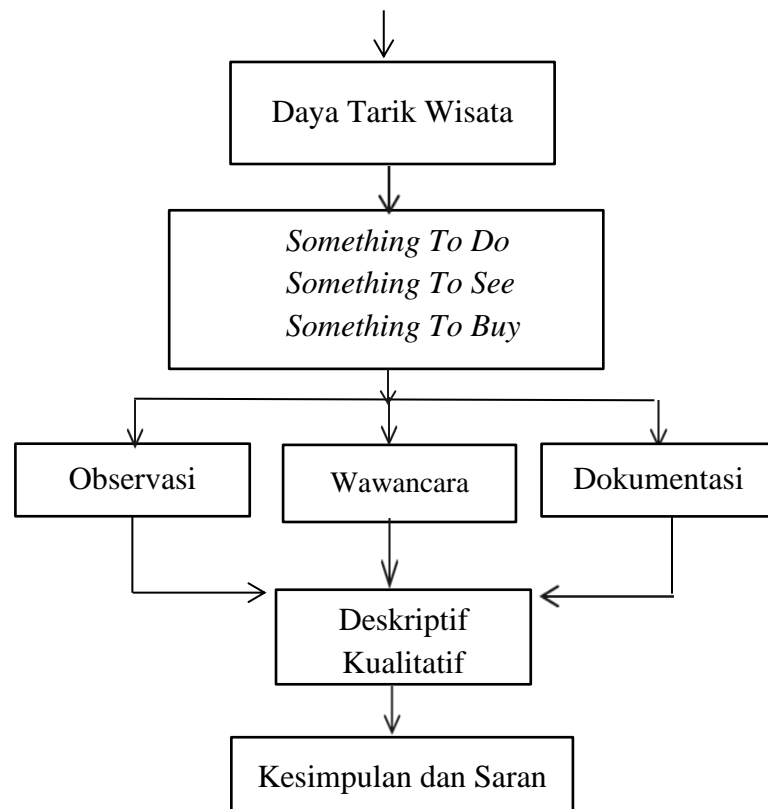 Daya Tarik Wisata
Something To Do
Something To See
Something To Buy
Observasi
Wawancara
Dokumentasi
Deskriptif
Kualitatif
Kesimpulan dan Saran